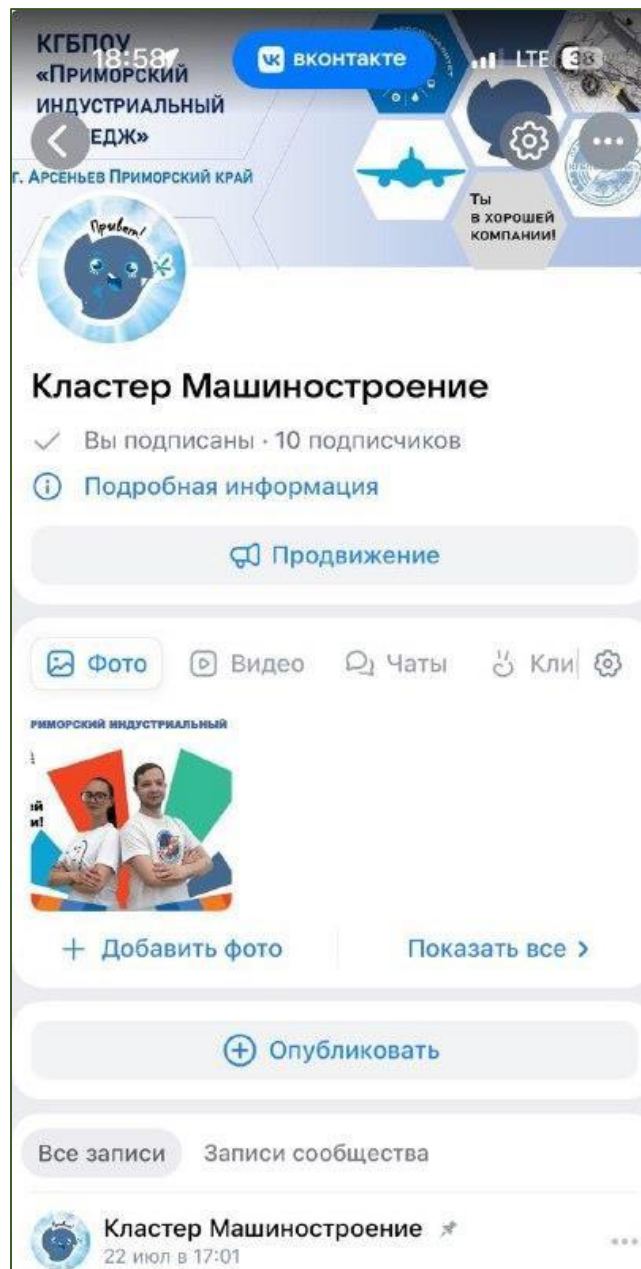 КГБПОУ
18:58
вконтакте
LTE
«Приморский
индустриальный
ЕДЖ»
г. Арсеньев Приморский край
Ты
в хорошей
компании!
Привет!
Кластер Машиностроение
Вы подписаны · 10 подписчиков
Подробная информация
Продвижение
Фото
Видео
Чаты
Кли
РИМОРСКИЙ ИНДУСТРИАЛЬНЫЙ
ей
и!
+ Добавить фото
Показать все >
Опубликовать
Все записи
Записи сообщества
Кластер Машиностроение
22 июл в 17:01